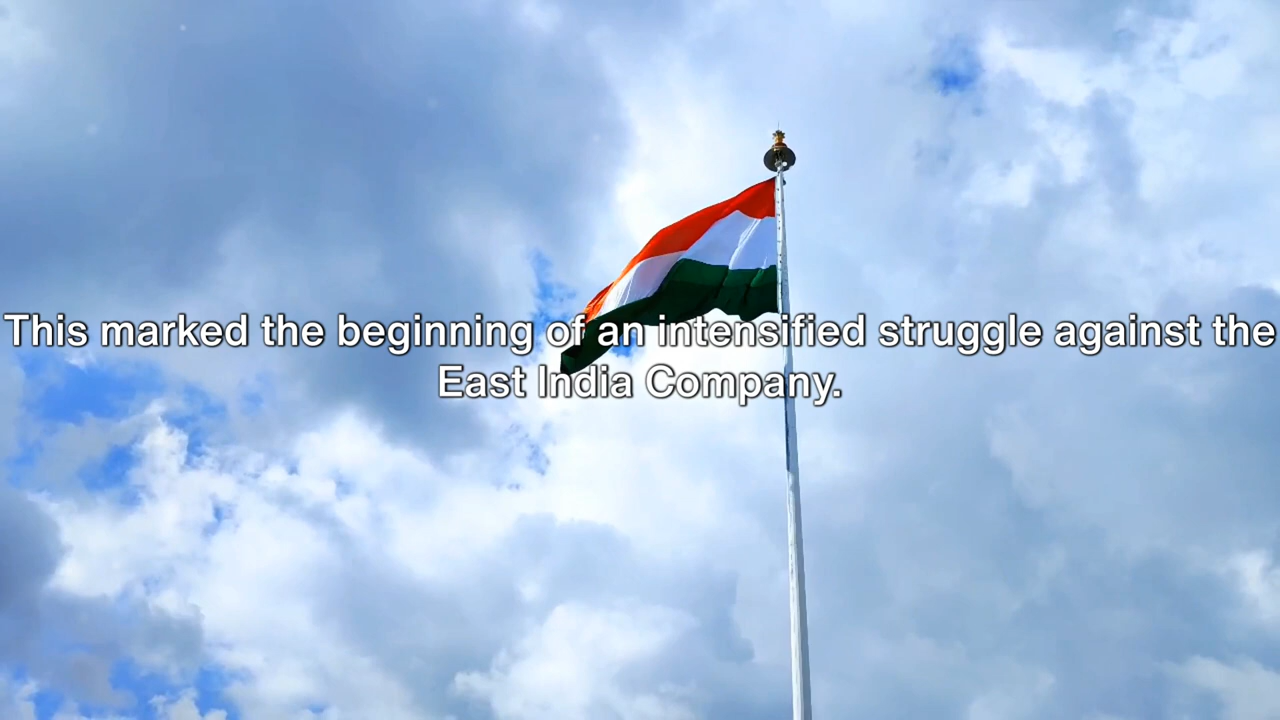 This marked the beginning of an intensified struggle against the
East India Company.